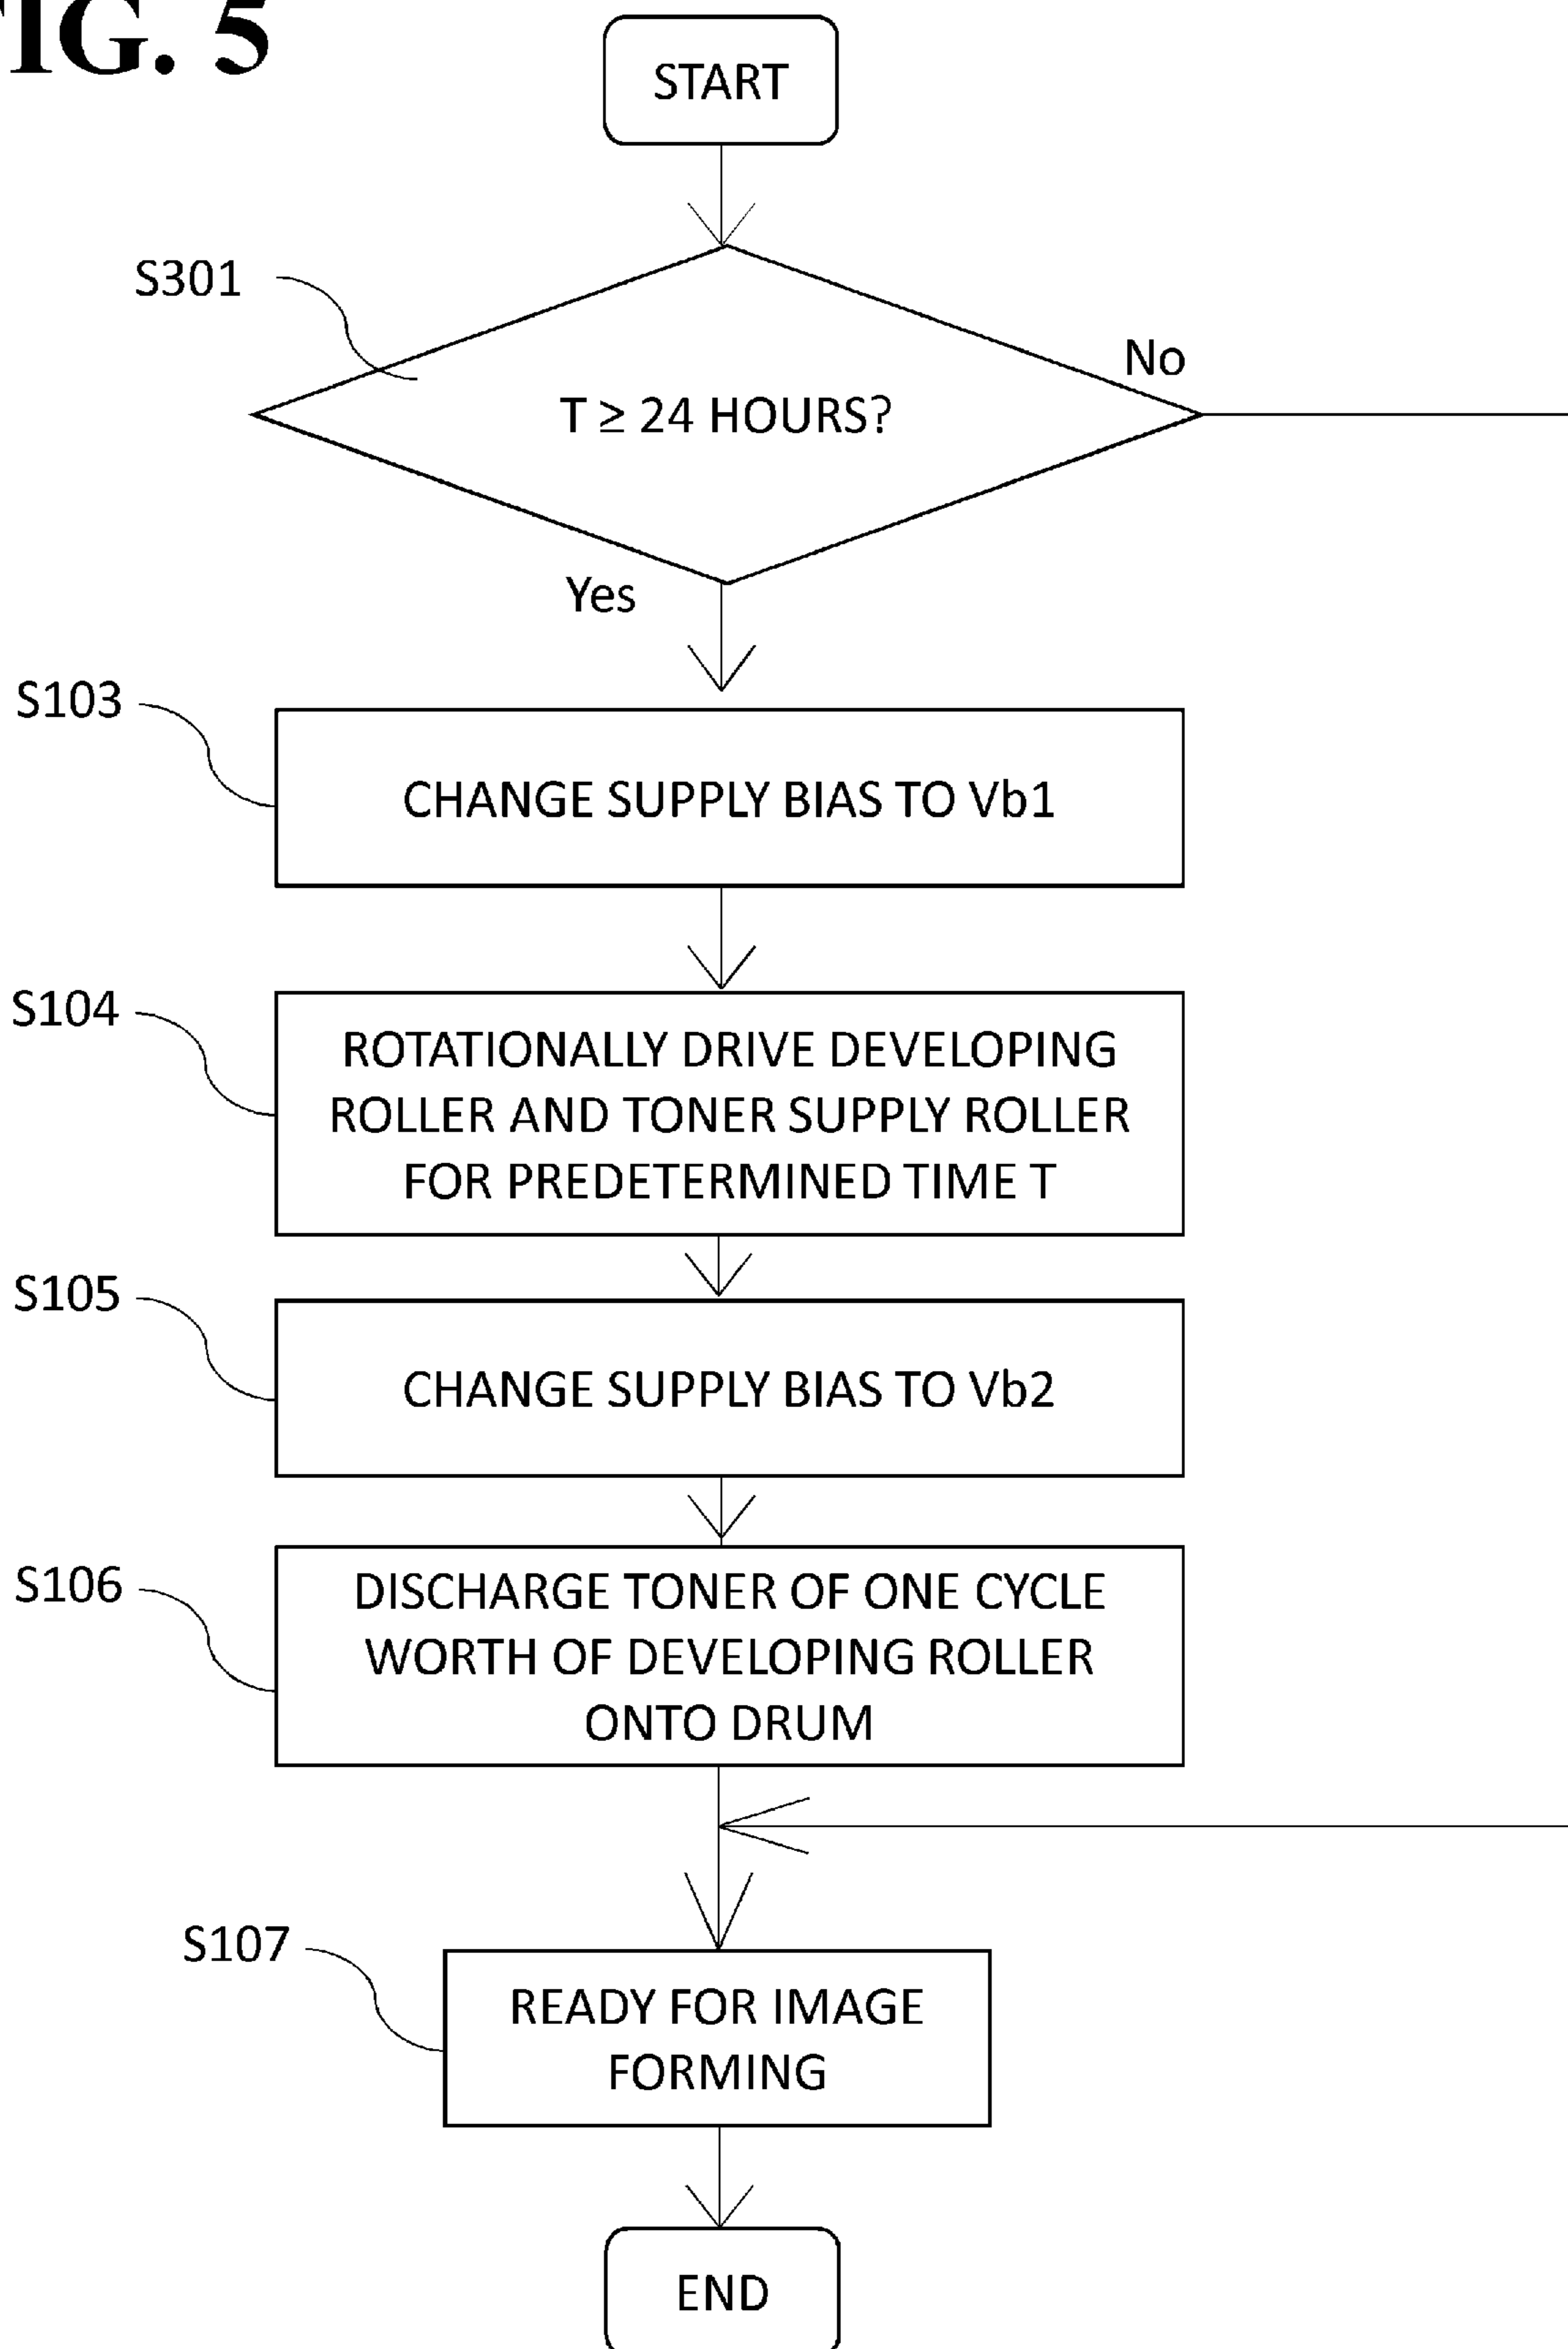 IG. 5
START
S301
No
T ≥ 24 HOURS?
Yes
S103
CHANGE SUPPLY BIAS TO Vb1
S104
ROTATIONALLY DRIVE DEVELOPING
ROLLER AND TONER SUPPLY ROLLER
FOR PREDETERMINED TIME T
S105
CHANGE SUPPLY BIAS TO Vb2
S106
DISCHARGE TONER OF ONE CYCLE
WORTH OF DEVELOPING ROLLER
ONTO DRUM
S107
READY FOR IMAGE
FORMING
END